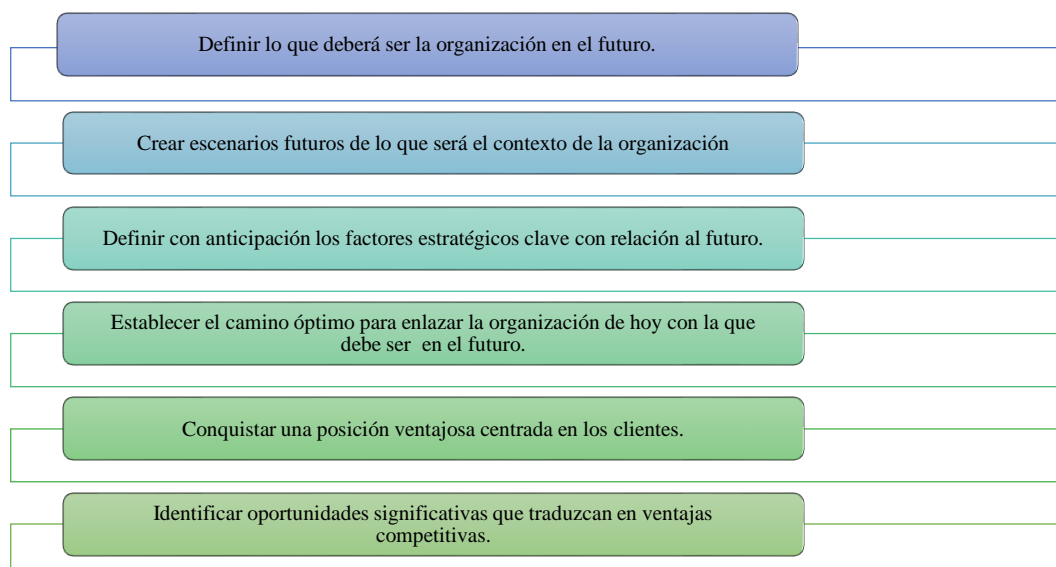 Definir lo que deberá ser la organización en el futuro.
Crear escenarios futuros de lo que será el contexto de la organización
Definir con anticipación los factores estratégicos clave con relación al futuro.
Establecer el camino óptimo para enlazar la organización de hoy con la que
debe ser  en el futuro.
Conquistar una posición ventajosa centrada en los clientes.
Identificar oportunidades significativas que traduzcan en ventajas
competitivas.